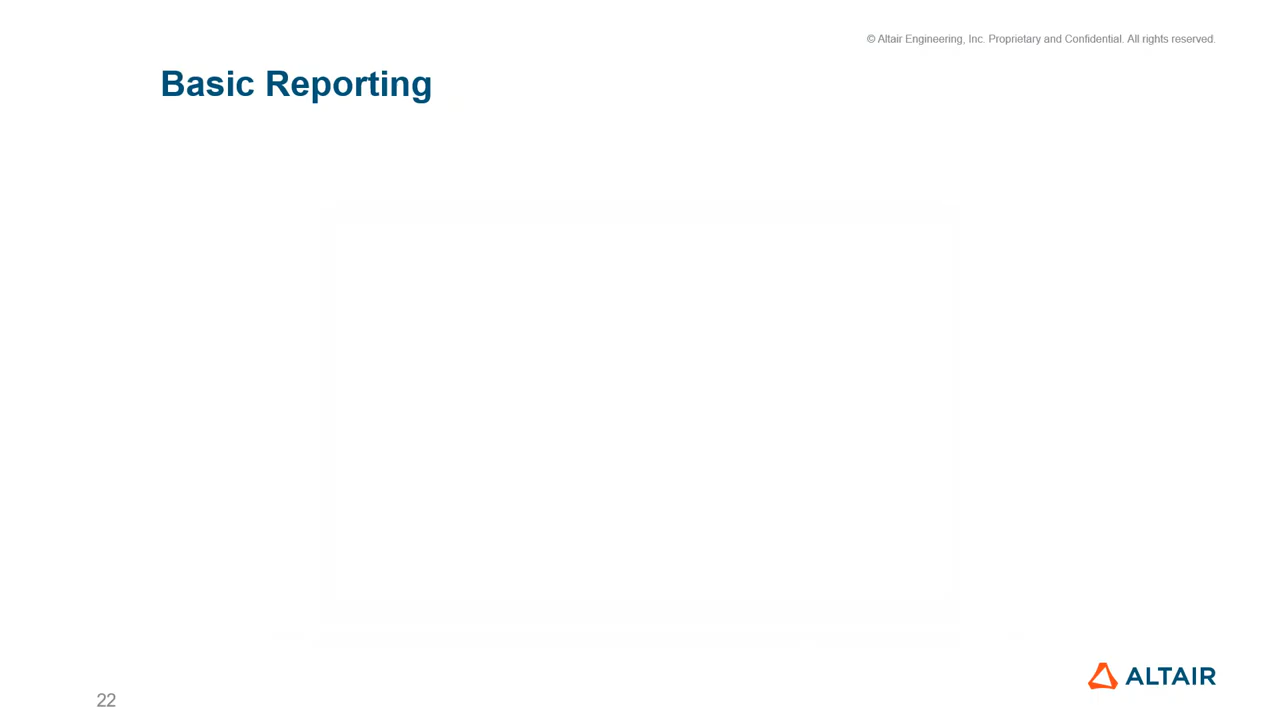 © Altair Engineering, Inc. Proprietary and Confidential. All rights reserved.
Basic Reporting
ALTAIR
22